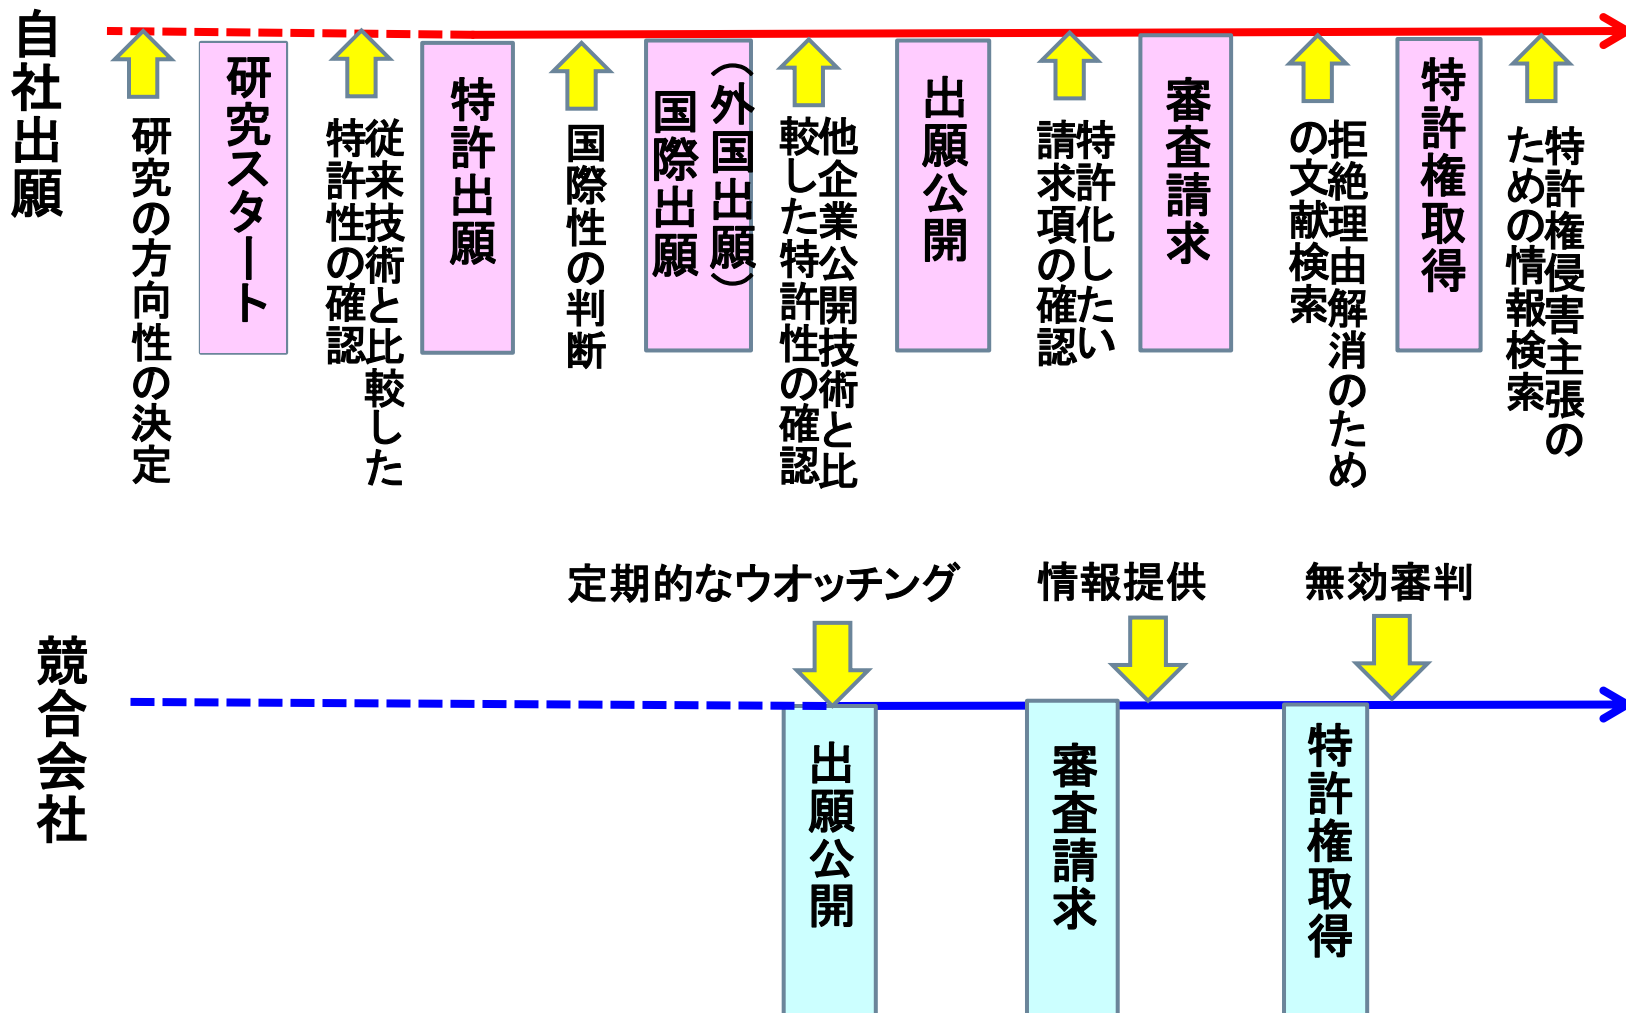 自社出願
研究の方向性の決定
研究スタート
従来技術と比較した
特許性の確認
特許出願
国際性の判断
国際出願
（外国出願）
他企業公開技術と比
較した特許性の確認
出願公開
特許化したい
請求項の確認
審査請求
拒絶理由解消のため
の文献検索
特許権取得
特許権侵害主張の
ための情報検索
競合会社
定期的なウオッチング
出願公開
情報提供
審査請求
無効審判
特許権取得